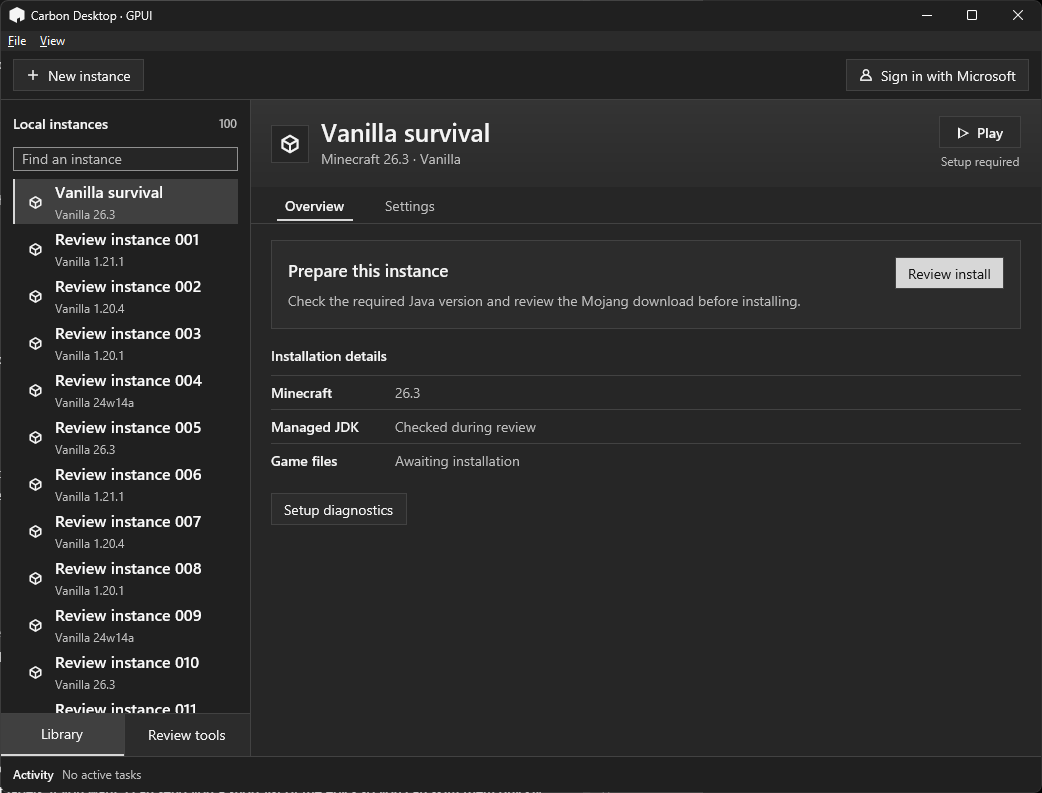 Carbon Desktop · GPUI
File View
+ New instance
Sign in with Microsoft
Local instances 100
Find an instance
Vanilla survival
Vanilla 26.3
Review instance 001
Vanilla 1.21.1
Review instance 002
Vanilla 1.20.4
Review instance 003
Vanilla 1.20.1
Review instance 004
Vanilla 24w14a
Review instance 005
Vanilla 26.3
Review instance 006
Vanilla 1.21.1
Review instance 007
Vanilla 1.20.4
Review instance 008
Vanilla 1.20.1
Review instance 009
Vanilla 24w14a
Review instance 010
Vanilla 26.3
Review instance 011
Library Review tools
Vanilla survival
Minecraft 26.3 · Vanilla
Play
Setup required
Overview Settings
Prepare this instance
Check the required Java version and review the Mojang download before installing.
Review install
Installation details
Minecraft 26.3
Managed JDK Checked during review
Game files Awaiting installation
Setup diagnostics
Activity No active tasks